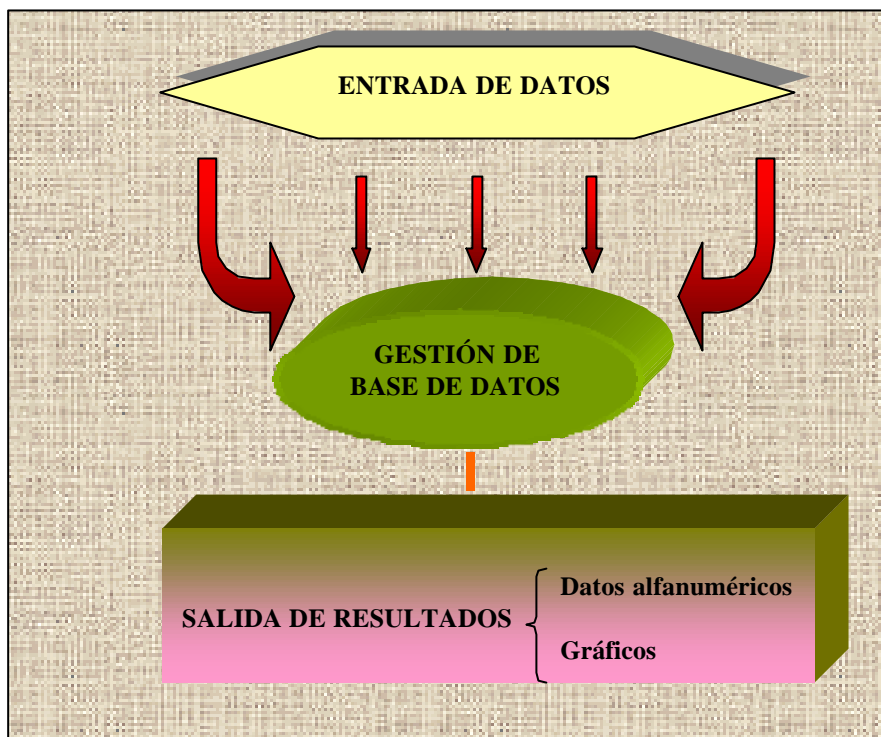 ENTRADA DE DATOS
GESTIÓN DE
BASE DE DATOS
SALIDA DE RESULTADOS
Datos alfanuméricos
Gráficos